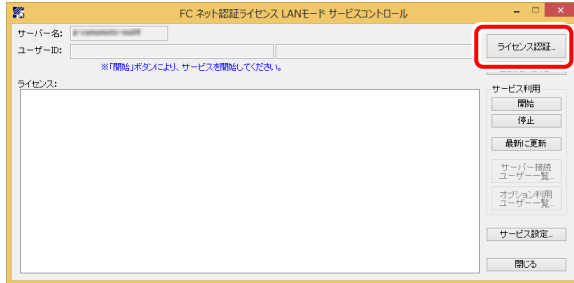 FC ネット認証ライセンス LANモード サービスコントロール
サーバー名:
ユーザーID:
※「開始」ボタンにより、サービスを開始してください。
ライセンス:
ライセンス認証...
サービス利用
開始
停止
最新に更新
サーバー接続
ユーザー一覧...
オプション利用
ユーザー一覧...
サービス設定...
閉じる